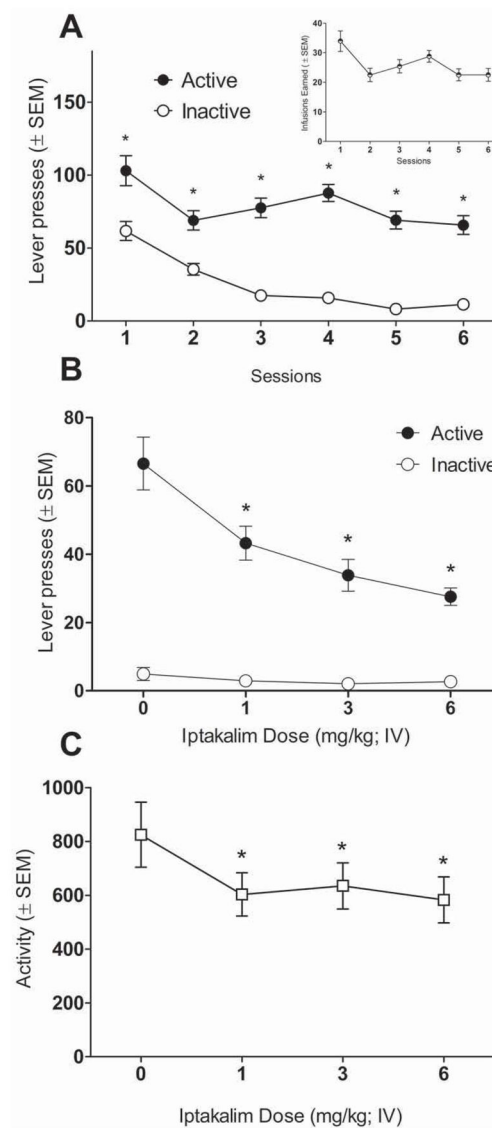 A
Lever presses (± SEM)
150
100
50
0
Active
Inactive
* * * * * *
1 2 3 4 5 6
Sessions
Infusions Earned (± SEM)
40
30
20
10
0
1 2 3 4 5 6
Sessions
B
Lever presses (± SEM)
80
60
40
20
0
Active
Inactive
* * *
0 1 3 6
Iptakalim Dose (mg/kg; IV)
C
Activity (± SEM)
1000
800
600
400
200
0
* * *
0 1 3 6
Iptakalim Dose (mg/kg; IV)